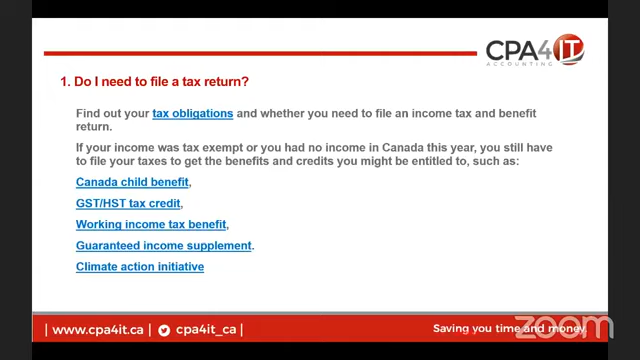 CPA4IT
ACCOUNTING
1. Do I need to file a tax return?
Find out your tax obligations and whether you need to file an income tax and benefit
return.
If your income was tax exempt or you had no income in Canada this year, you still have
to file your taxes to get the benefits and credits you might be entitled to, such as:
Canada child benefit,
GST/HST tax credit,
Working income tax benefit,
Guaranteed income supplement.
Climate action initiative
| www.cpa4it.ca | cpa4it_ca |
Saving you time and money.
zoom